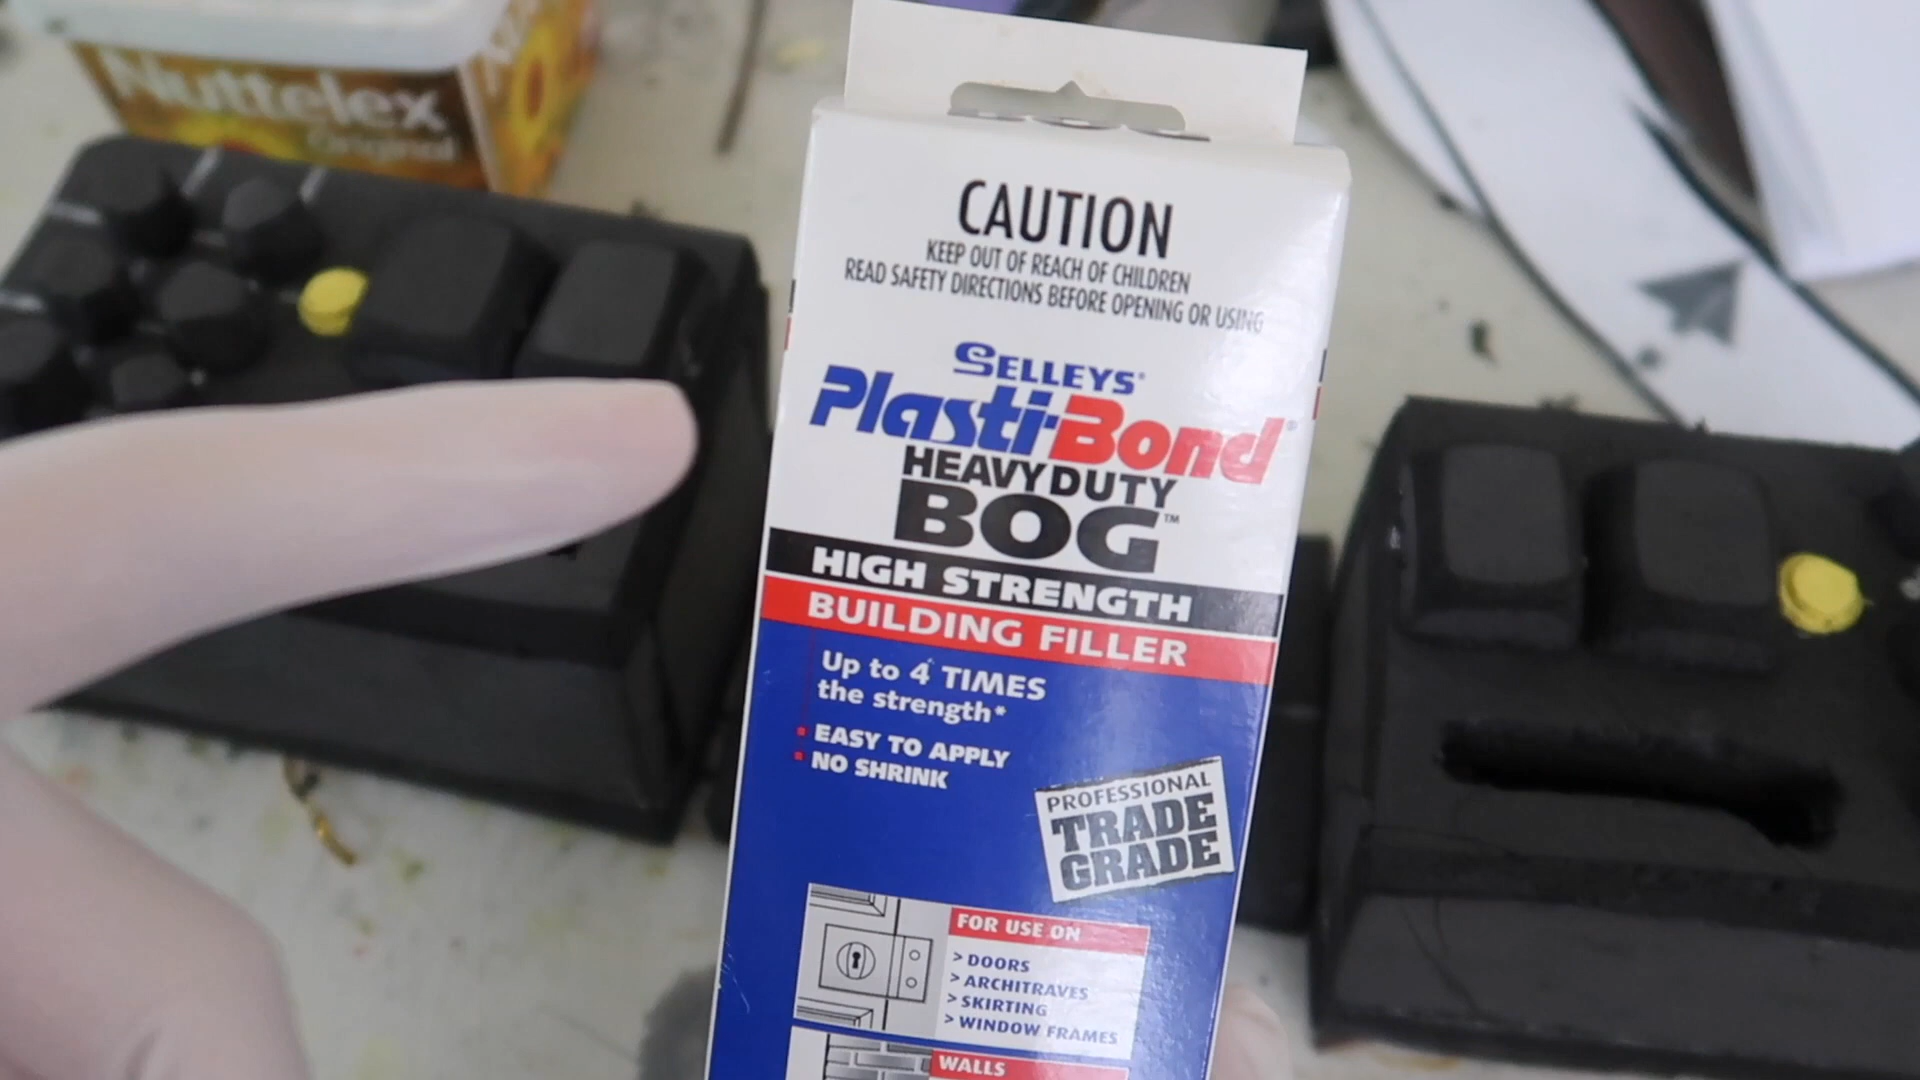 Nuttelex
Original
CAUTION
KEEP OUT OF REACH OF CHILDREN
READ SAFETY DIRECTIONS BEFORE OPENING OR USING
SELLEYS®
Plasti-Bond®
HEAVY DUTY
BOG™
HIGH STRENGTH
BUILDING FILLER
Up to 4 TIMES
the strength*
EASY TO APPLY
NO SHRINK
PROFESSIONAL
TRADE
GRADE
FOR USE ON
> DOORS
> ARCHITRAVES
> SKIRTING
> WINDOW FRAMES
WALLS